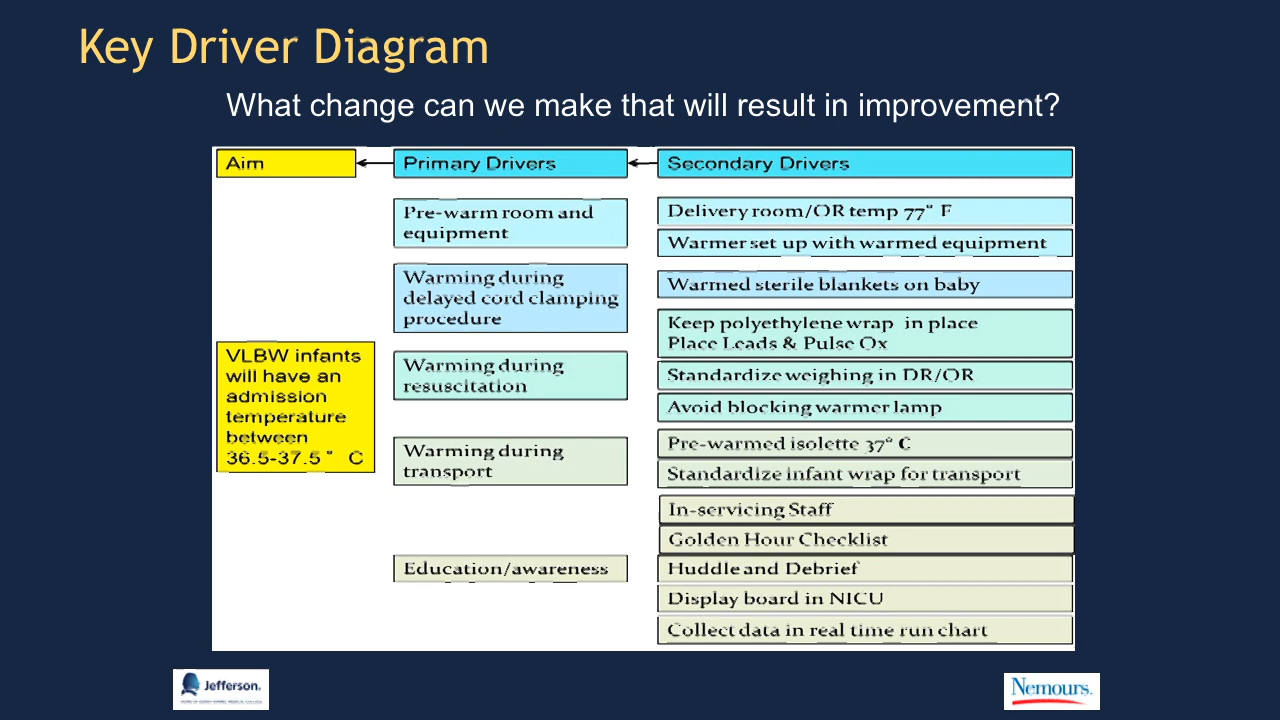 Key Driver Diagram
What change can we make that will result in improvement?
Aim
Primary Drivers
Secondary Drivers
VLBW infants
will have an
admission
temperature
between
36.5-37.5 ° C
Pre-warm room and
equipment
Delivery room/OR temp 77° F
Warmer set up with warmed equipment
Warming during
delayed cord clamping
procedure
Warmed sterile blankets on baby
Warming during
resuscitation
Keep polyethylene wrap in place
Place Leads & Pulse Ox
Standardize weighing in DR/OR
Avoid blocking warmer lamp
Warming during
transport
Pre-warmed isolette 37° C
Standardize infant wrap for transport
Education/awareness
In-servicing Staff
Golden Hour Checklist
Huddle and Debrief
Display board in NICU
Collect data in real time run chart
Jefferson.
Nemours.